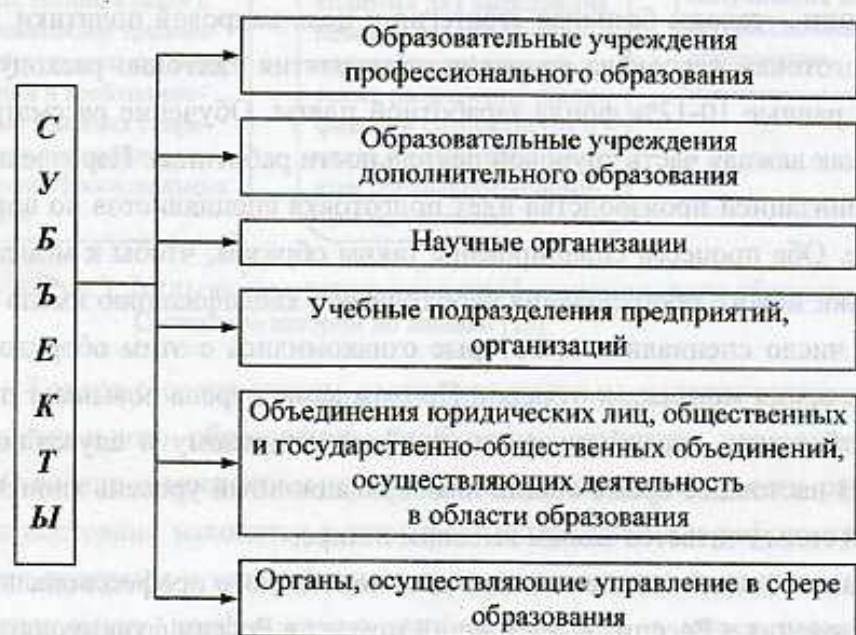 СУБЪЕКТЫ
Образовательные учреждения
профессионального образования
Образовательные учреждения
дополнительного образования
Научные организации
Учебные подразделения предприятий,
организаций
Объединения юридических лиц, общественных
и государственно-общественных объединений,
осуществляющих деятельность
в области образования
Органы, осуществляющие управление в сфере
образования